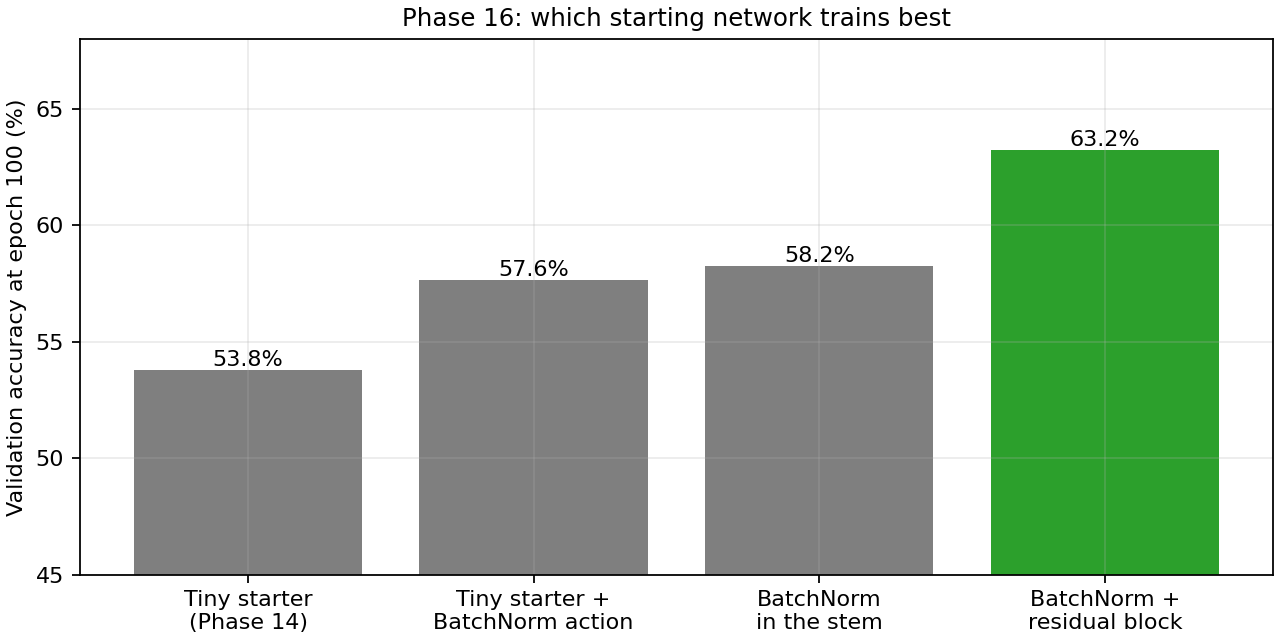 Phase 16: which starting network trains best
Validation accuracy at epoch 100 (%)
65
60
55
50
45
53.8%
57.6%
58.2%
63.2%
Tiny starter
(Phase 14)
Tiny starter +
BatchNorm action
BatchNorm
in the stem
BatchNorm +
residual block